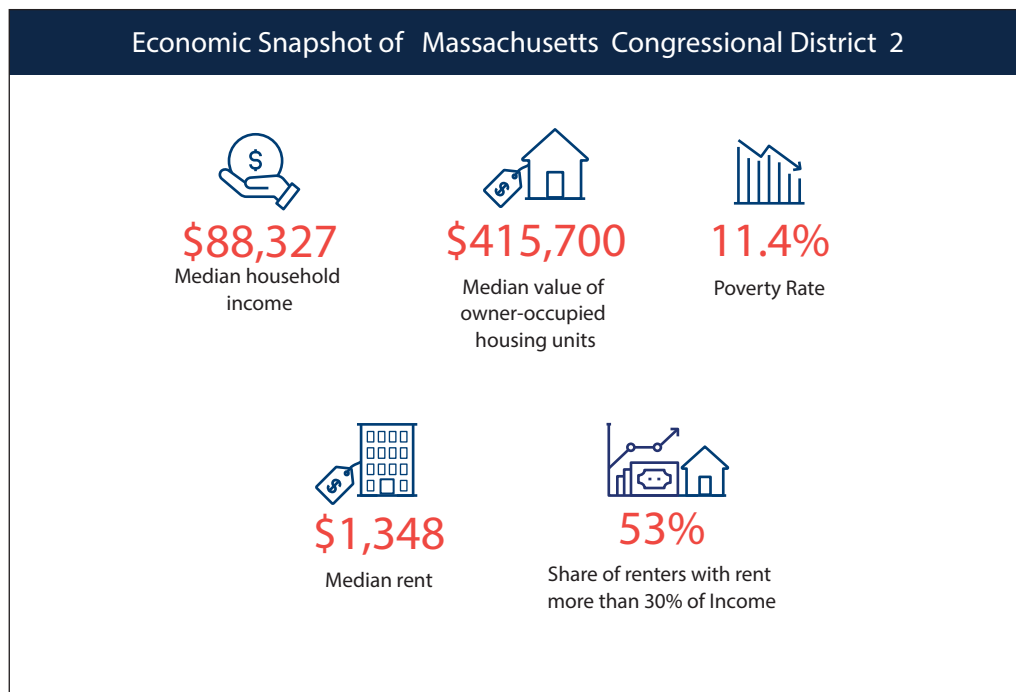 Economic Snapshot of Massachusetts Congressional District 2
$
$
$88,327
Median household
income
$415,700
Median value of
owner-occupied
housing units
11.4%
Poverty Rate
$
$1,348
Median rent
53%
Share of renters with rent
more than 30% of Income